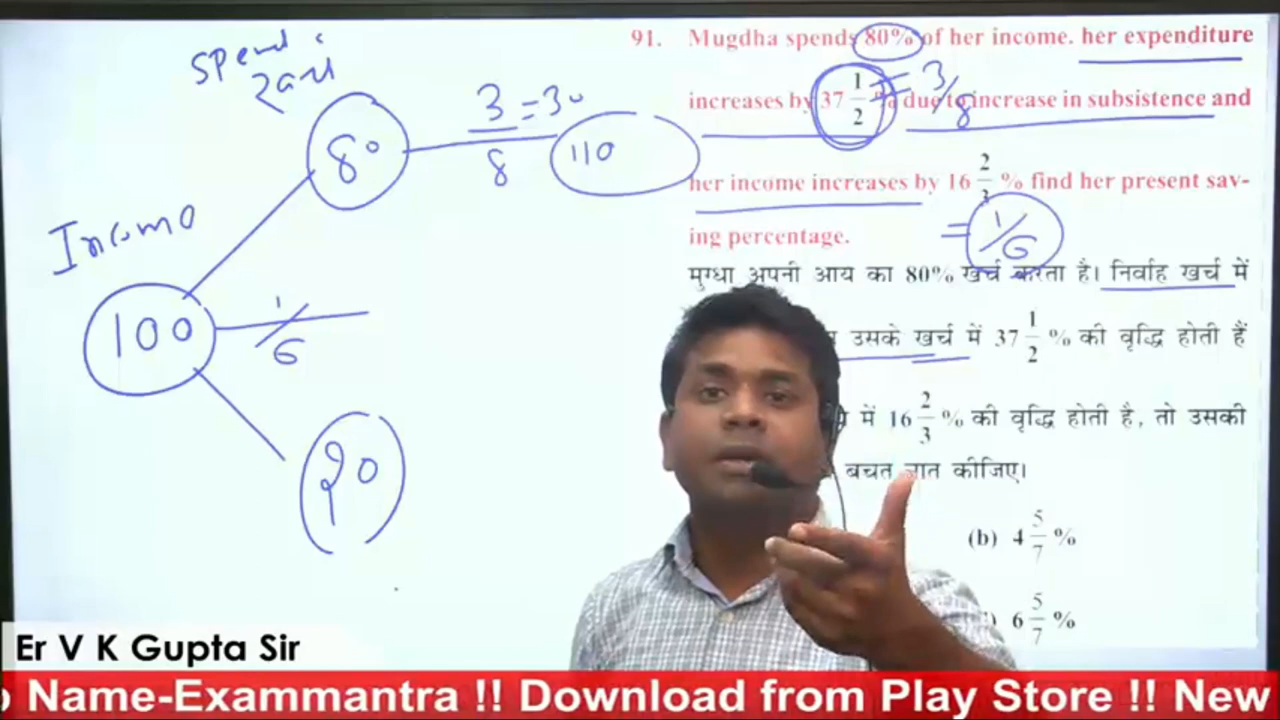 spend
खर्च
80
3/8 = 30
110
Income
100
1/6
20
91. Mugdha spends 80% of her income. her expenditure
increases by 37 1/2 % due to increase in subsistence and
= 3/8
her income increases by 16 2/3 % find her present sav-
ing percentage.
= 1/6
मुग्धा अपनी आय का 80% खर्च करता है। निर्वाह खर्च में
उसके खर्च में 37 1/2 % की वृद्धि होती हैं
में 16 2/3 % की वृद्धि होती है, तो उसकी
बचत ज्ञात कीजिए।
(b) 4 5/7 %
6 5/7 %
Er V K Gupta Sir
Name-Exammantra !! Download from Play Store !! New